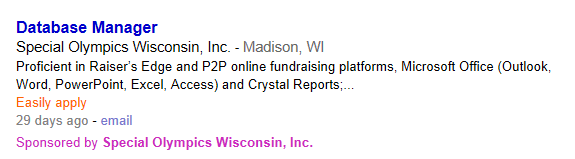 Database Manager
Special Olympics Wisconsin, Inc. - Madison, WI
Proficient in Raiser's Edge and P2P online fundraising platforms, Microsoft Office (Outlook,
Word, PowerPoint, Excel, Access) and Crystal Reports;...
Easily apply
29 days ago - email
Sponsored by Special Olympics Wisconsin, Inc.